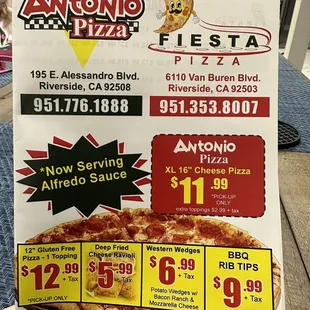 Antonio
Pizza
FIESTA
PIZZA
195 E. Alessandro Blvd.
Riverside, CA 92508
951.776.1888
6110 Van Buren Blvd.
Riverside, CA 92503
951.353.8007
*Now Serving
Alfredo Sauce
Antonio
Pizza
XL 16" Cheese Pizza
$11.99
*PICK-UP
ONLY
+ tax
extra toppings $2.99 + tax
12" Gluten Free
Pizza - 1 Topping
$12.99
+ Tax
*PICK-UP ONLY
Deep Fried
Cheese Ravioli
$5.99
+ Tax
Western Wedges
$6.99
+ Tax
Potato Wedges w/
Bacon Ranch &
Mozzarella Cheese
BBQ
RIB TIPS
$9.99
+ Tax